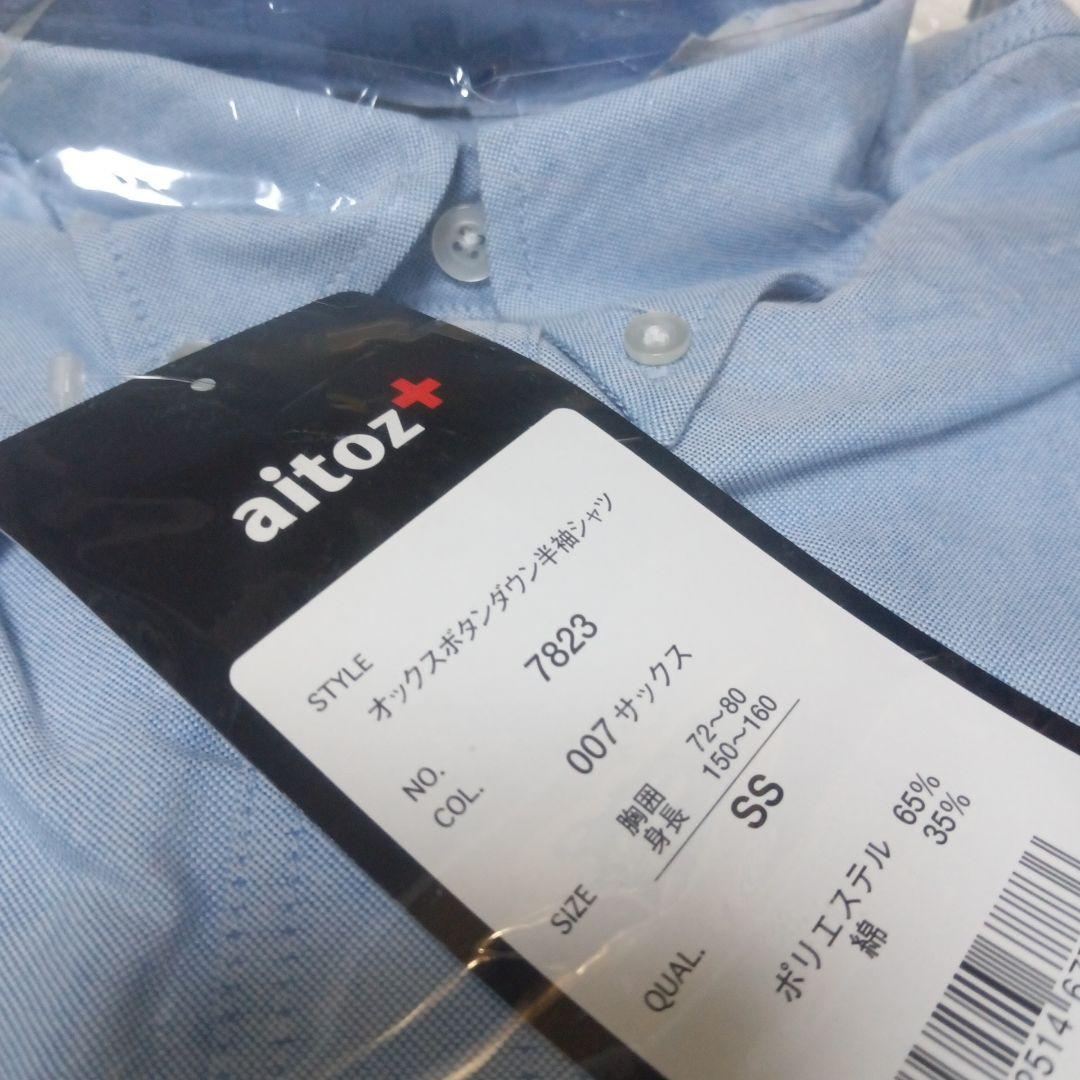 aitoz+
STYLE
オックスボタンダウン半袖シャツ
NO. 7823
COL. 007 サックス
胸囲 72~80
身長 150~160
SIZE SS
QUAL. ポリエステル 65%
綿 35%